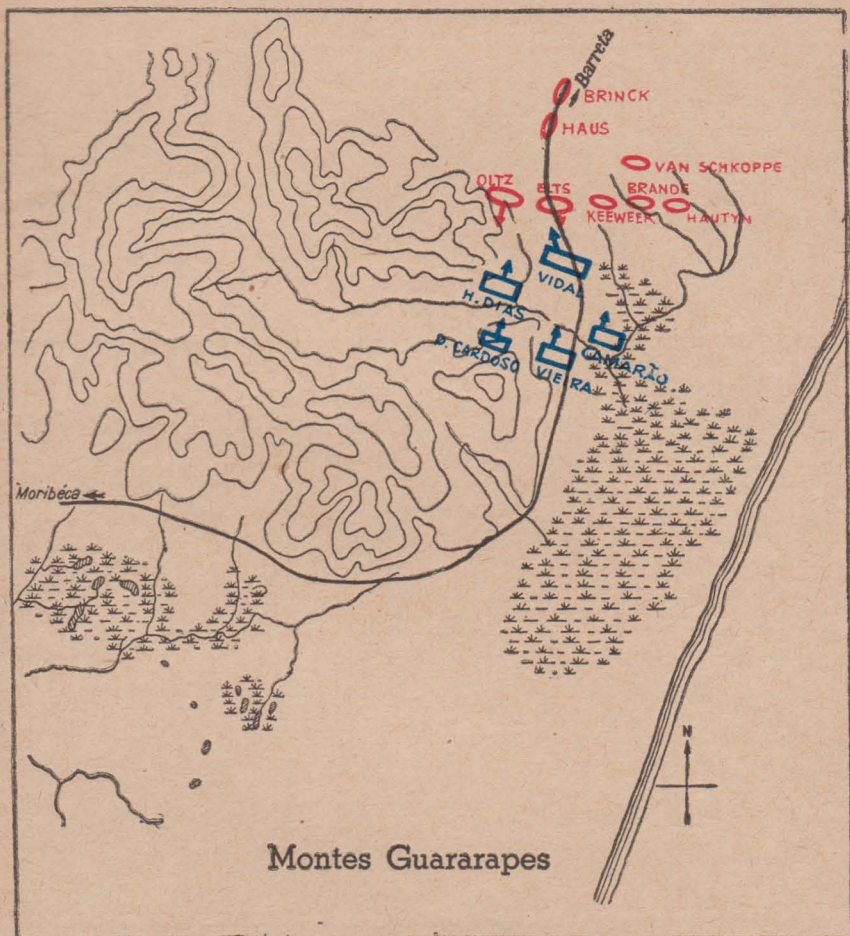 Barreta
BRINCK
HAUS
VAN SCHKOPPE
OLTZ
ELTS
BRANDE
KEEWEER
HAUTYN
VIDAL
H. DIAS
D. CARDOSO
VIEIRA
CAMARÃO
Moribéca
N
Montes Guararapes